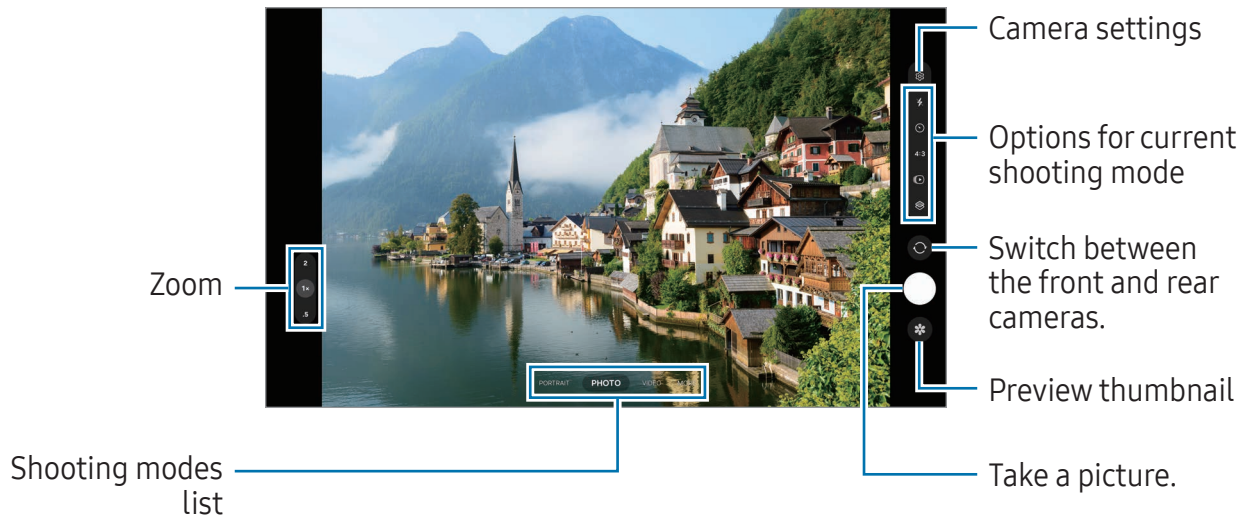 Camera settings
Options for current
shooting mode
4:3
Switch between
the front and rear
cameras.
Zoom
2
1×
.5
PORTRAIT PHOTO VIDEO
Preview thumbnail
Shooting modes
list
Take a picture.